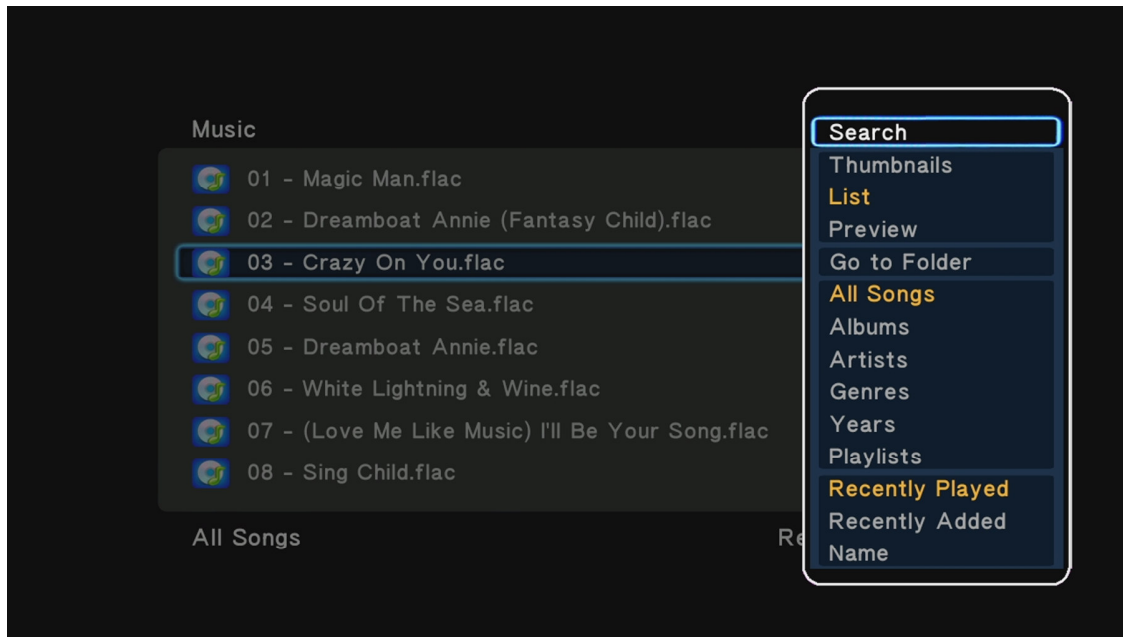 Music
01 - Magic Man.flac
02 - Dreamboat Annie (Fantasy Child).flac
03 - Crazy On You.flac
04 - Soul Of The Sea.flac
05 - Dreamboat Annie.flac
06 - White Lightning & Wine.flac
07 - (Love Me Like Music) I'll Be Your Song.flac
08 - Sing Child.flac
All Songs
Search
Thumbnails
List
Preview
Go to Folder
All Songs
Albums
Artists
Genres
Years
Playlists
Recently Played
Recently Added
Name